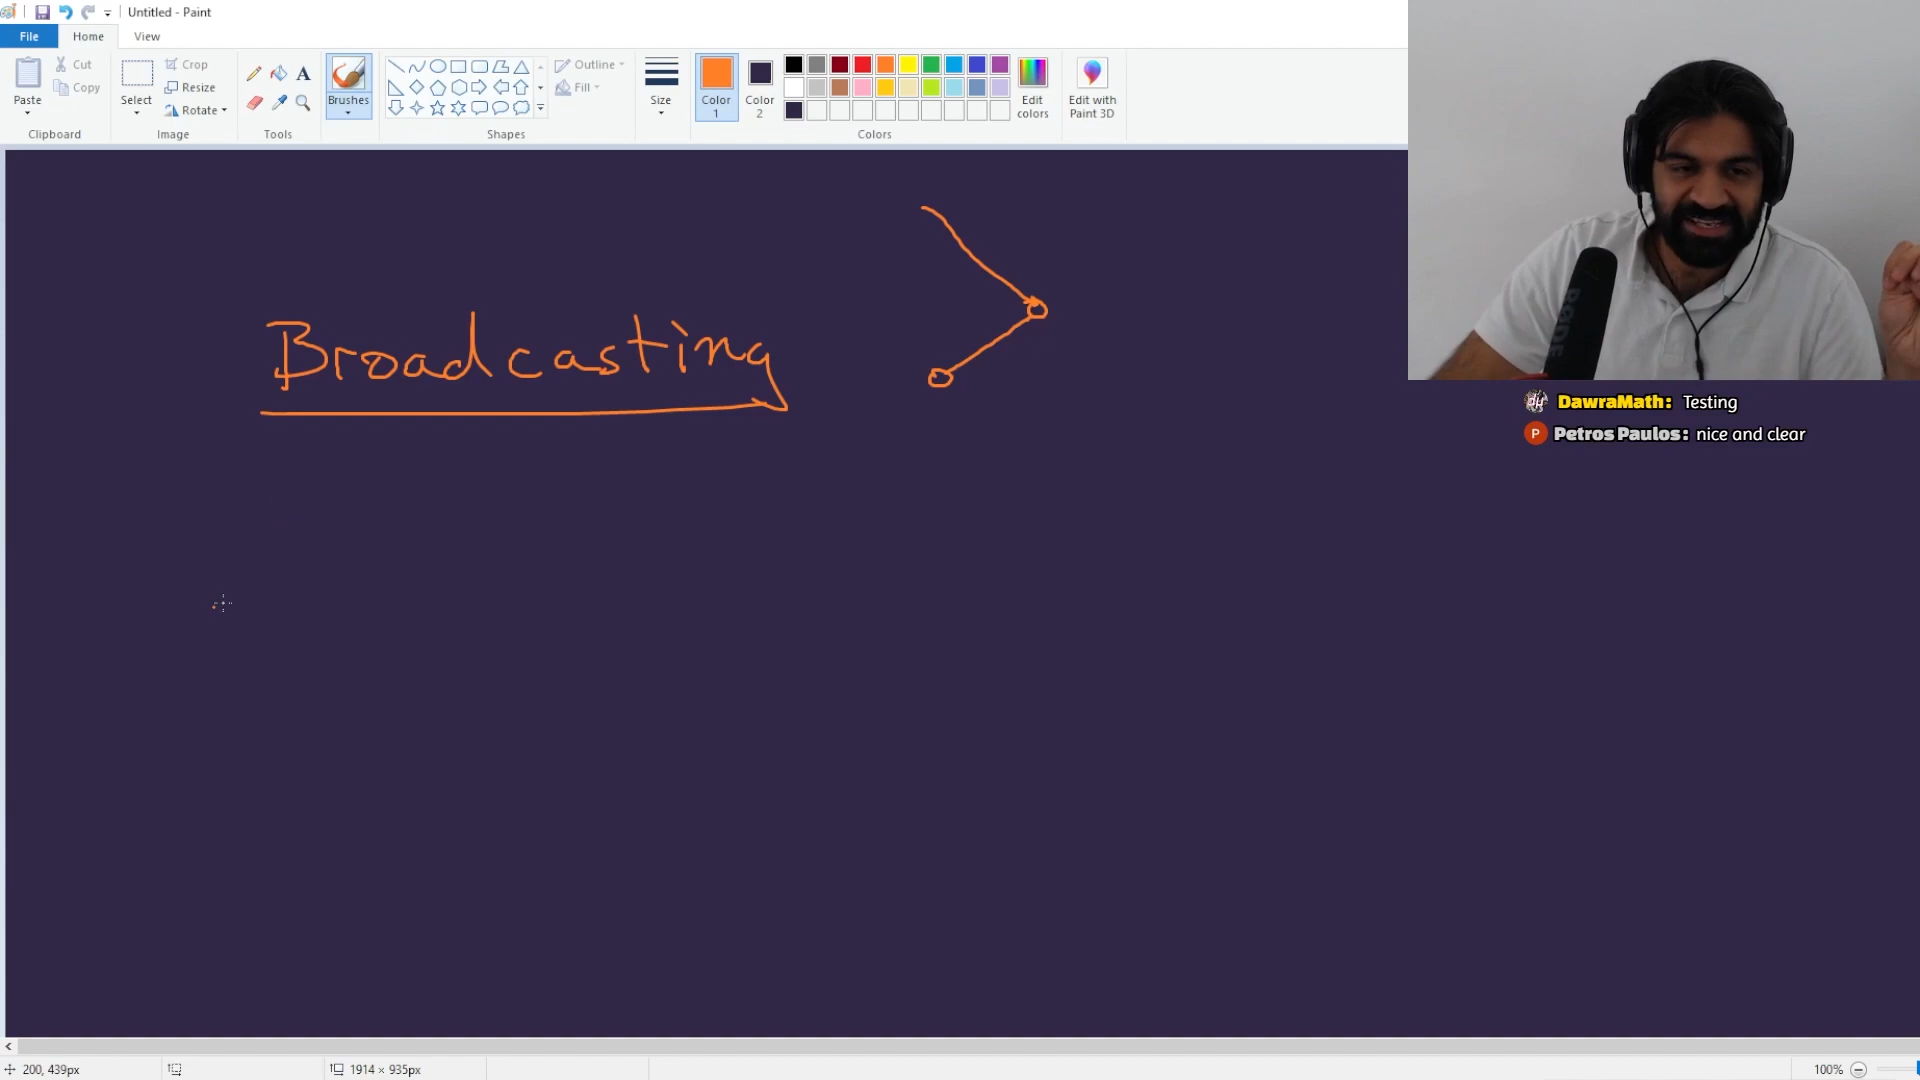 Untitled - Paint
File
Home
View
Paste
Cut
Copy
Clipboard
Select
Crop
Resize
Rotate
Image
A
Tools
Brushes
Shapes
Outline
Fill
Size
Color
1
Color
2
Edit
colors
Colors
Edit with
Paint 3D
RØDE
Broadcasting
DawraMath: Testing
P Petros Paulos: nice and clear
200, 439px
1914 × 935px
100%